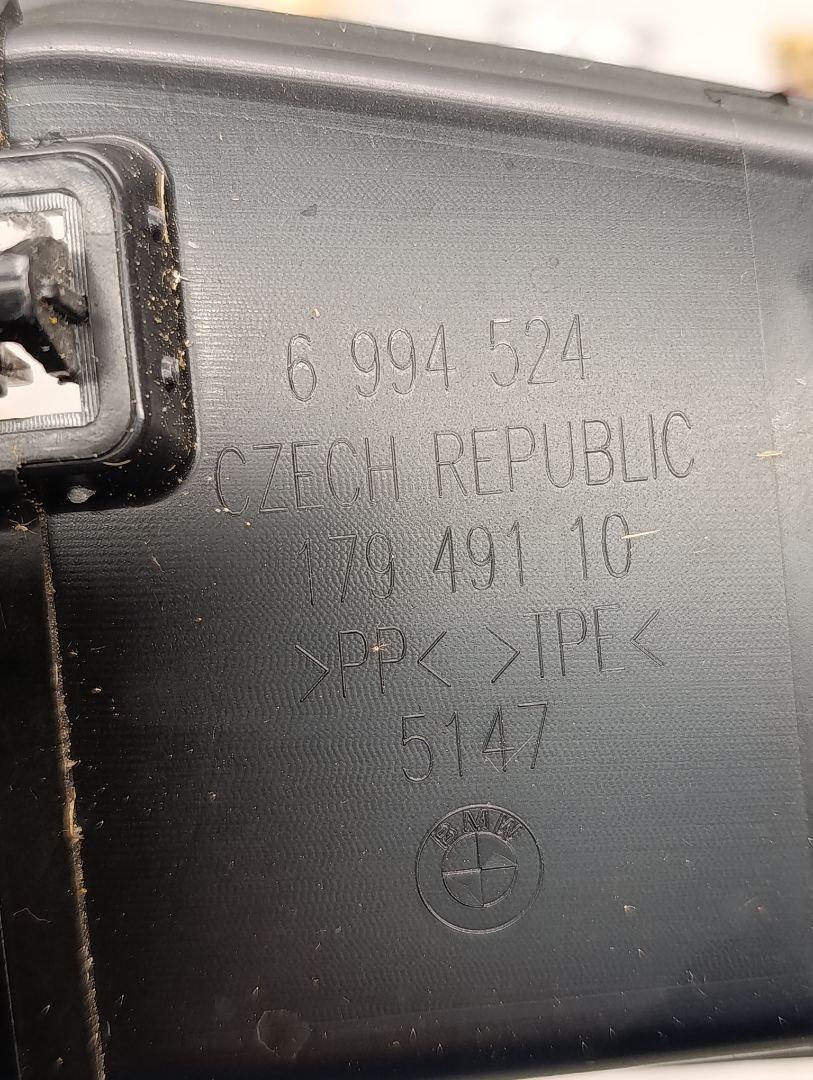 6 994 524
CZECH REPUBLIC
179 491 10
>PP< >TPE<
5147
BMW